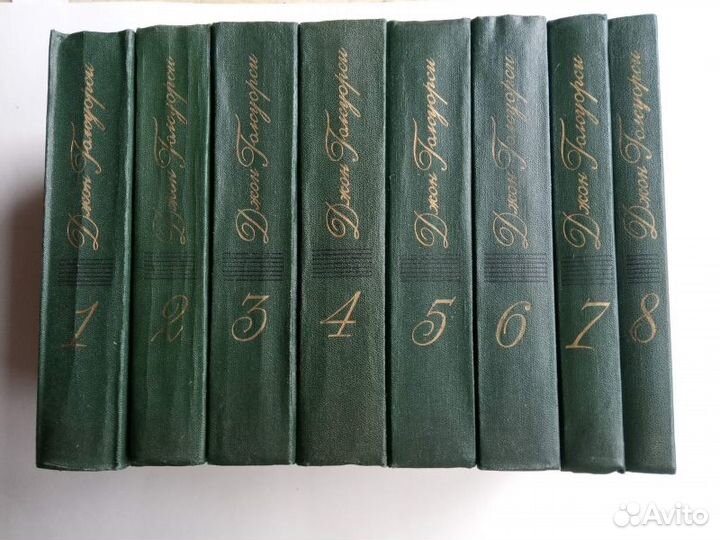 Джон Голсуорси
1
Джон Голсуорси
2
Джон Голсуорси
3
Джон Голсуорси
4
Джон Голсуорси
5
Джон Голсуорси
6
Джон Голсуорси
7
Джон Голсуорси
8
Avito